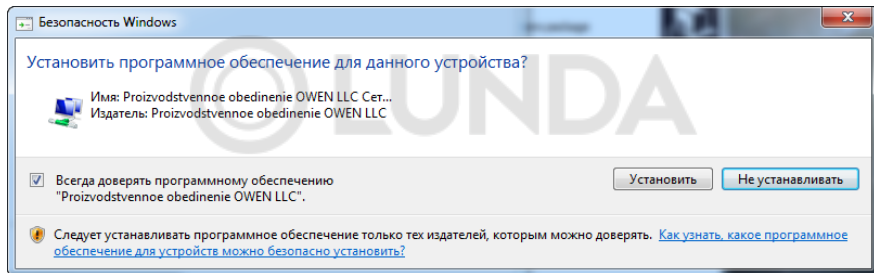 Безопасность Windows
Установить программное обеспечение для данного устройства?
Имя: Proizvodstvennoe obedinenie OWEN LLC Сет...
Издатель: Proizvodstvennoe obedinenie OWEN LLC
LUNDA
Всегда доверять программному обеспечению
"Proizvodstvennoe obedinenie OWEN LLC".
Установить
Не устанавливать
Следует устанавливать программное обеспечение только тех издателей, которым можно доверять. Как узнать, какое программное
обеспечение для устройств можно безопасно установить?